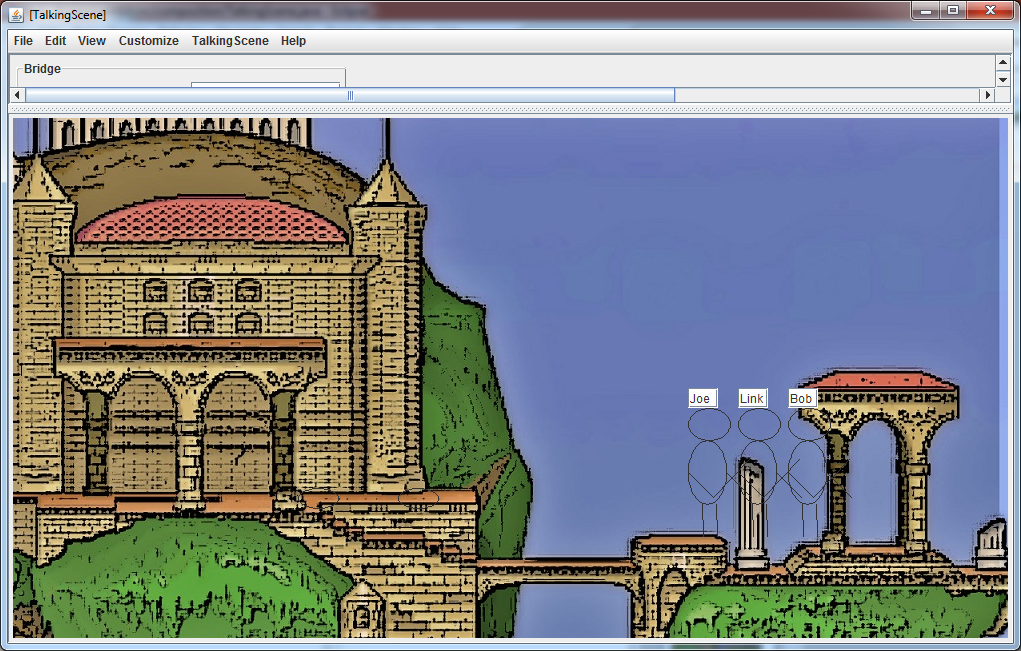 [TalkingScene]
File Edit View Customize TalkingScene Help
Bridge
Joe Link Bob